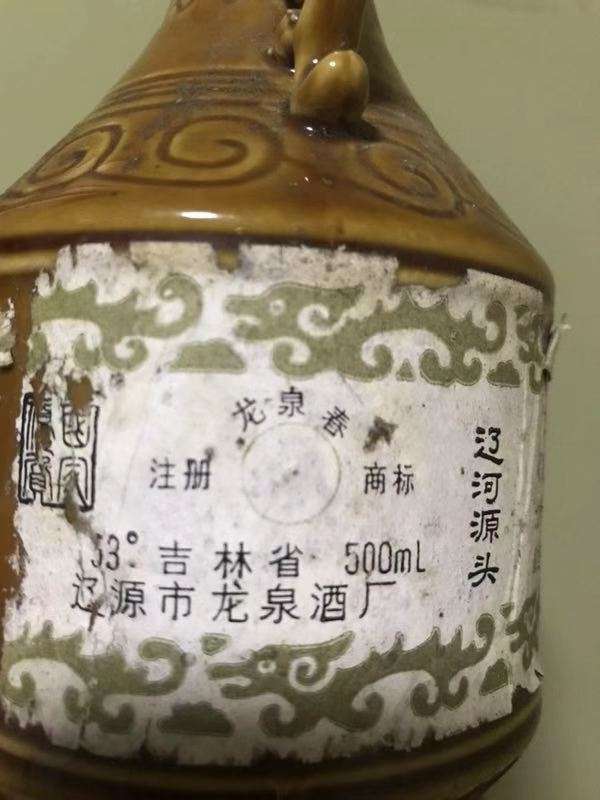 龙泉春
注册 商标
53° 吉林省 500ml
辽源市龙泉酒厂
辽河源头